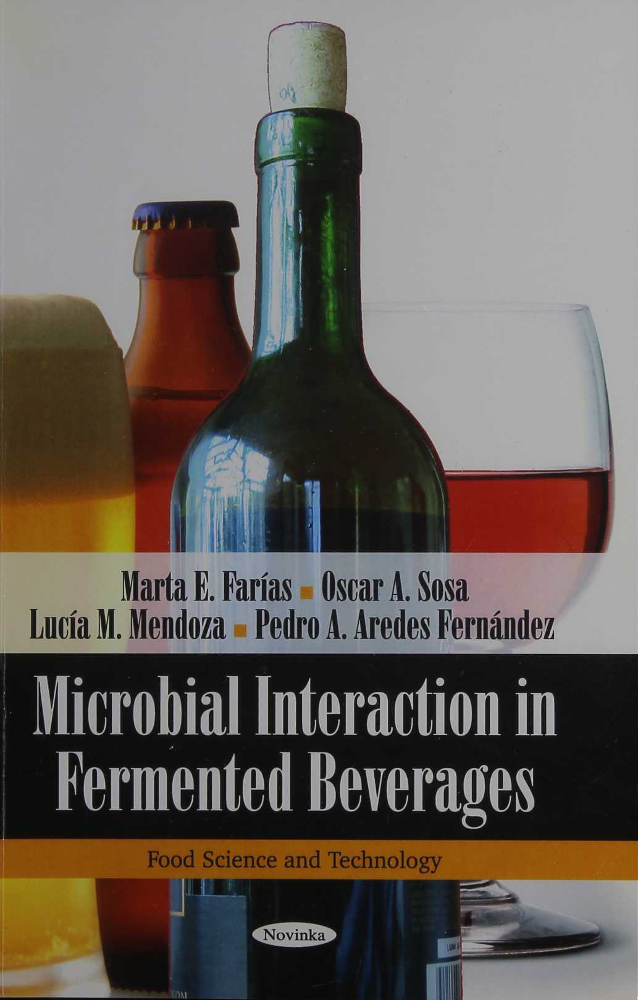 Marta E. Farías ■ Oscar A. Sosa
Lucía M. Mendoza ■ Pedro A. Aredes Fernández
Microbial Interaction in
Fermented Beverages
Food Science and Technology
Novinka